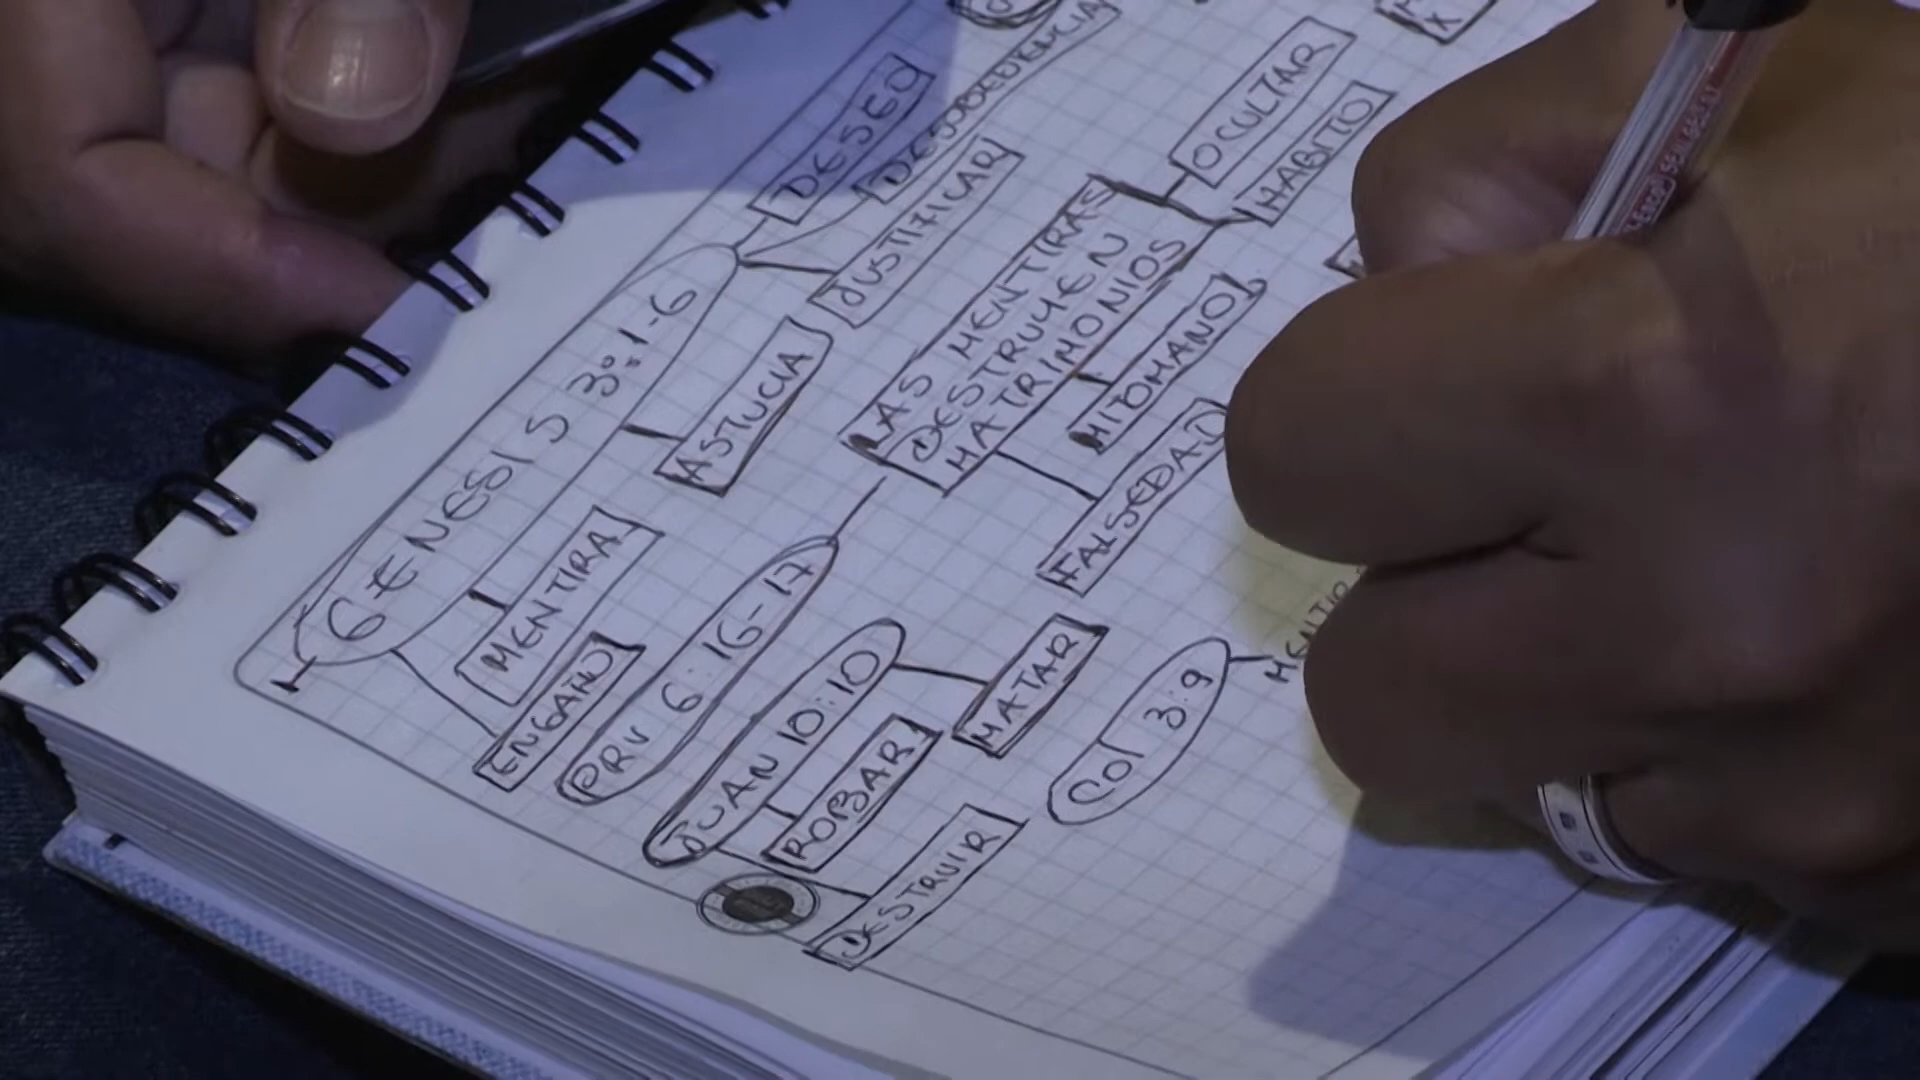 DESEO
DESOBEDIENCIA
JUSTIFICAR
GENESIS 3:1-6
ASTUCIA
MENTIRA
ENGAÑO
OCULTAR
HABITO
LAS MENTIRAS
DESTRUYEN
MATRIMONIOS
MITOMANO
FALSEDAD
PRV 6:16-17
JUAN 10:10
MATAR
ROBBAR
DESTRUIR
Col 3:9